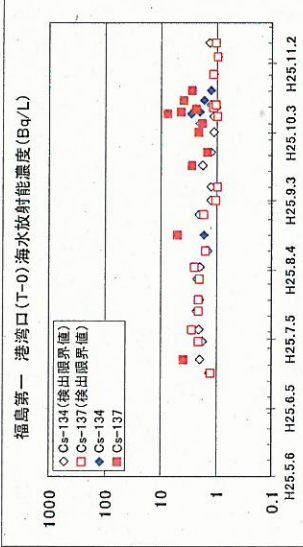 福島第一 港湾口(T-0)海水放射能濃度(Bq/L)
1000
100
10
1
0.1
◇ Cs-134(検出限界値)
□ Cs-137(検出限界値)
◆ Cs-134
■ Cs-137
H25.5.6
H25.6.5
H25.7.5
H25.8.4
H25.9.3
H25.10.3
H25.11.2